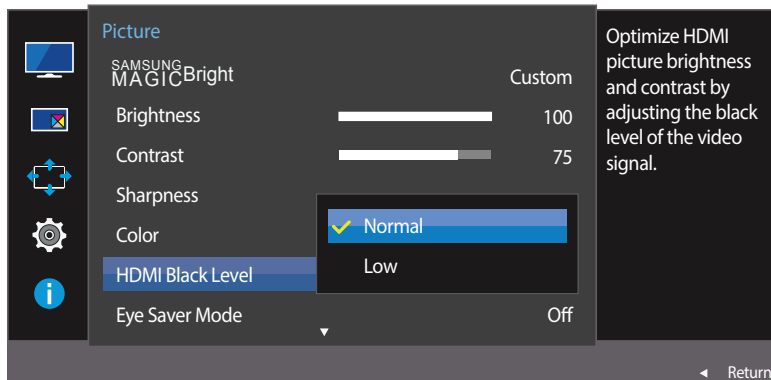 Picture
SAMSUNG
MAGICBright Custom
Brightness 100
Contrast 75
Sharpness
Color
HDMI Black Level
Eye Saver Mode Off
Normal
Low
Optimize HDMI
picture brightness
and contrast by
adjusting the black
level of the video
signal.
Return